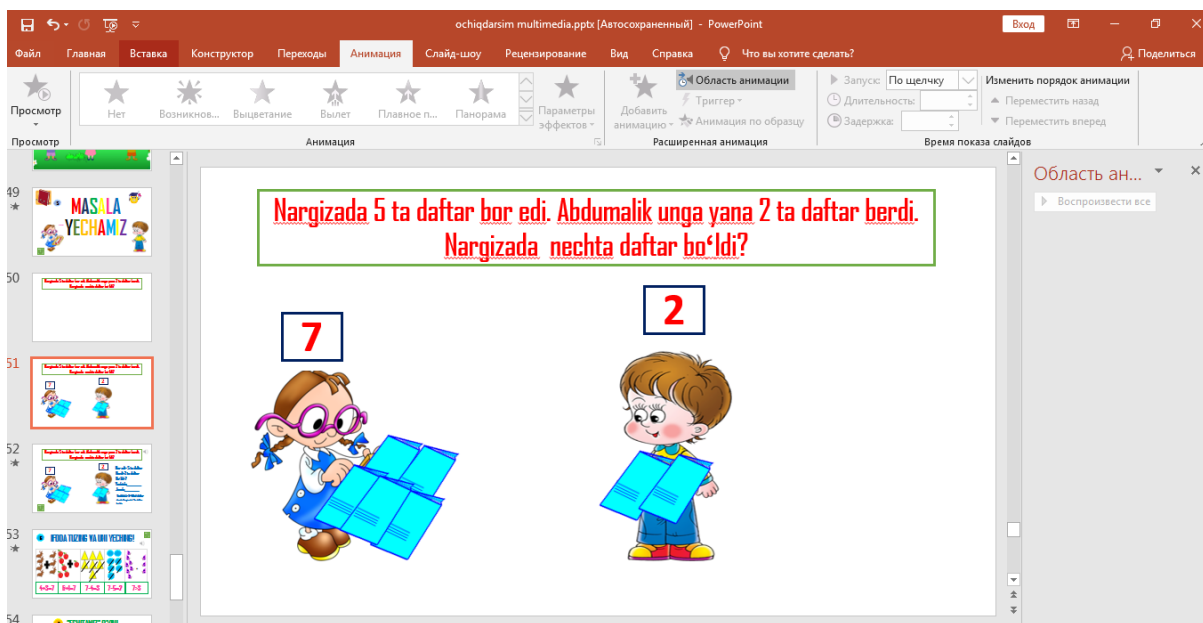 ochiqdarsim multimedia.pptx [Автосохраненный] - PowerPoint
Вход
Файл Главная Вставка Конструктор Переходы Анимация Слайд-шоу Рецензирование Вид Справка Что вы хотите сделать? Поделиться
Просмотр
Нет Возникнов... Выцветание Вылет Плавное п... Панорама
Параметры эффектов
Добавить анимацию
Область анимации
Триггер
Анимация по образцу
Запуск: По щелчку
Длительность:
Задержка:
Изменить порядок анимации
Переместить назад
Переместить вперед
Просмотр Анимация Расширенная анимация Время показа слайдов
49
MASALA
YECHAMIZ
50
51
52
53
IFODA TUZING VA UNI YECHING!
54
Nargizada 5 ta daftar bor edi. Abdumalik unga yana 2 ta daftar berdi.
Nargizada nechta daftar bo‘ldi?
7
2
Область ан...
Воспроизвести все